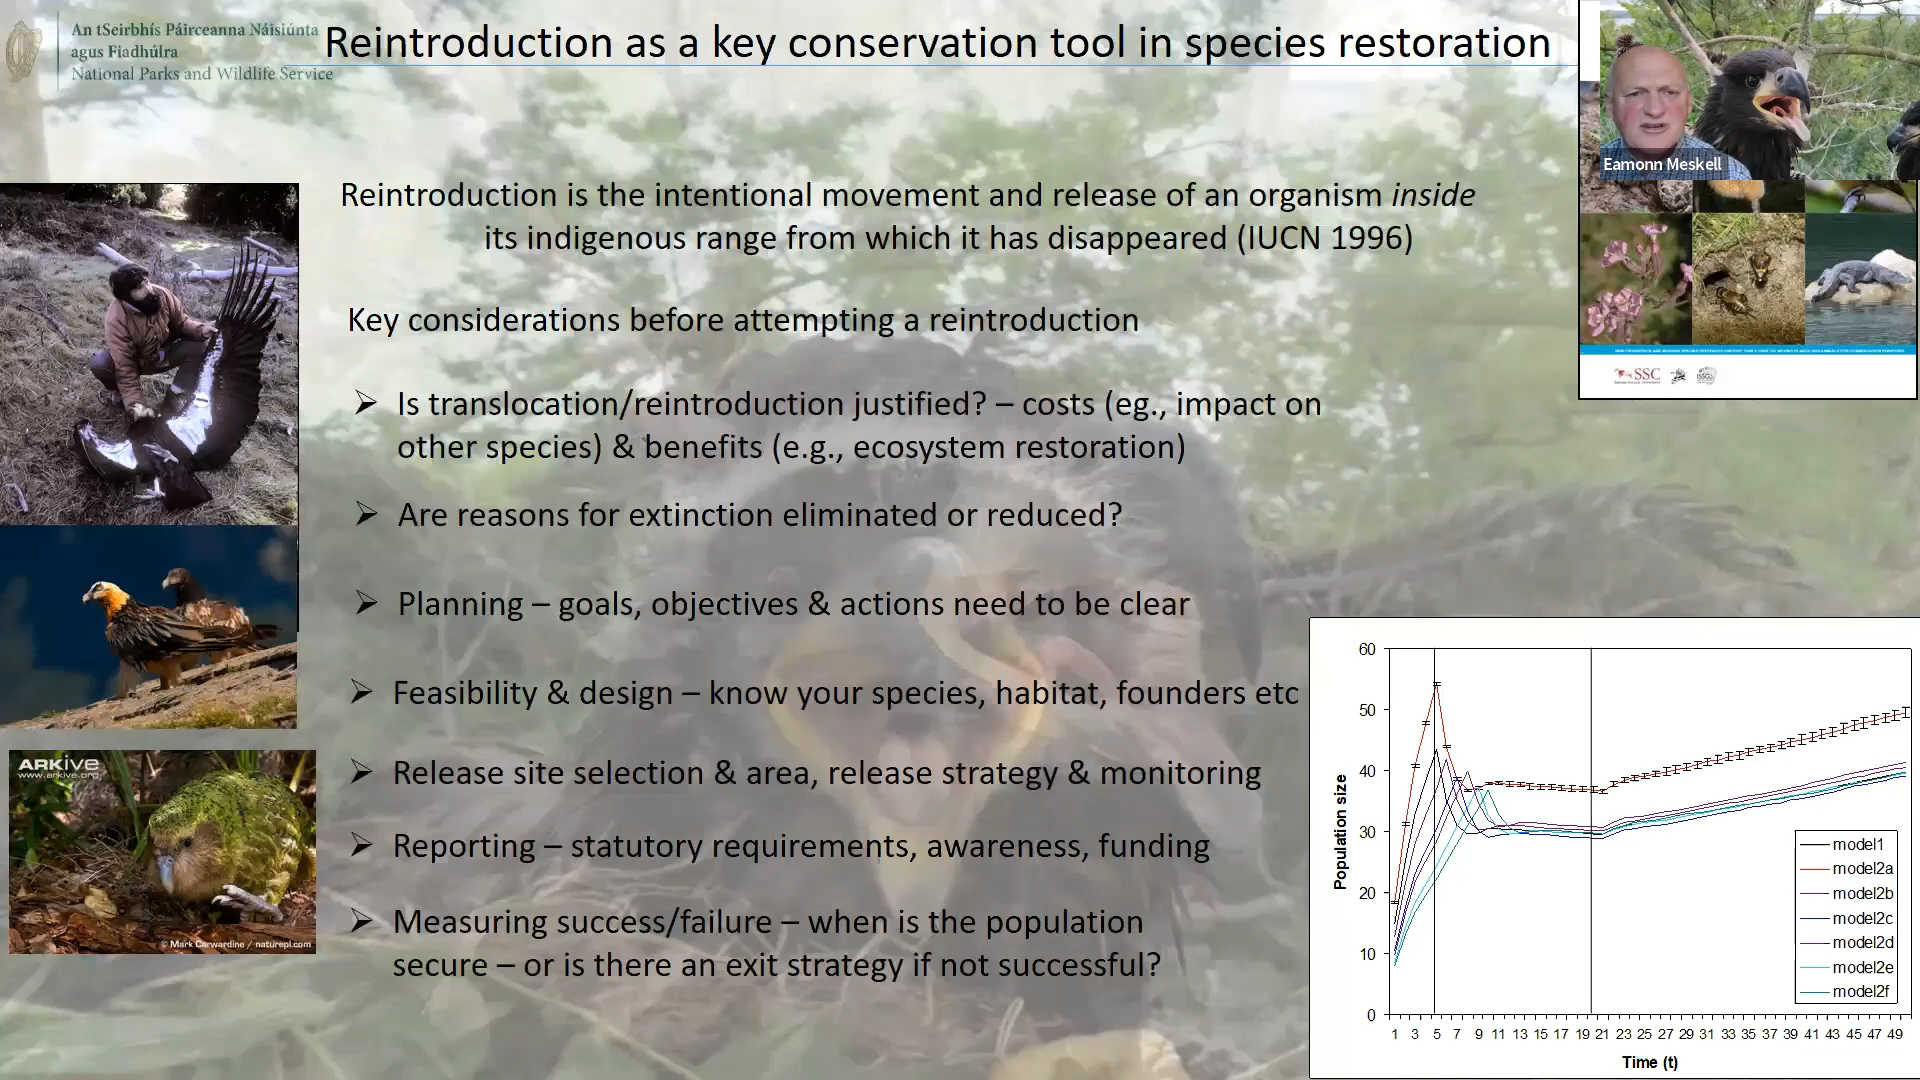 An tSeirbhís Páirceanna Náisiúnta
agus Fiadhúlra
National Parks and Wildlife Service
Reintroduction as a key conservation tool in species restoration
Eamonn Meskell
Reintroduction is the intentional movement and release of an organism inside
its indigenous range from which it has disappeared (IUCN 1996)
Key considerations before attempting a reintroduction
➢ Is translocation/reintroduction justified? – costs (eg., impact on
other species) & benefits (e.g., ecosystem restoration)
➢ Are reasons for extinction eliminated or reduced?
➢ Planning – goals, objectives & actions need to be clear
➢ Feasibility & design – know your species, habitat, founders etc
➢ Release site selection & area, release strategy & monitoring
➢ Reporting – statutory requirements, awareness, funding
➢ Measuring success/failure – when is the population
secure – or is there an exit strategy if not successful?
SSC
ARKive
www.arkive.org
© Mark Carwardine / naturepl.com
Population size
60
50
40
30
20
10
0
model1
model2a
model2b
model2c
model2d
model2e
model2f
1 3 5 7 9 11 13 15 17 19 21 23 25 27 29 31 33 35 37 39 41 43 45 47 49
Time (t)